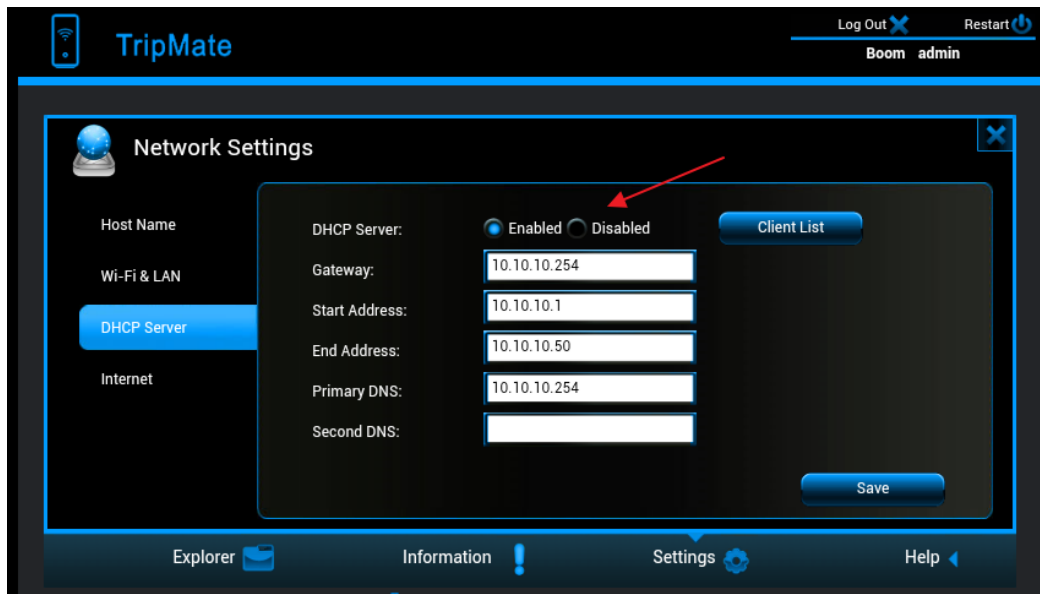 Log Out Restart
TripMate
Boom admin
Network Settings
Host Name
Wi-Fi & LAN
DHCP Server
Internet
DHCP Server: Enabled Disabled Client List
Gateway: 10.10.10.254
Start Address: 10.10.10.1
End Address: 10.10.10.50
Primary DNS: 10.10.10.254
Second DNS:
Save
Explorer Information Settings Help